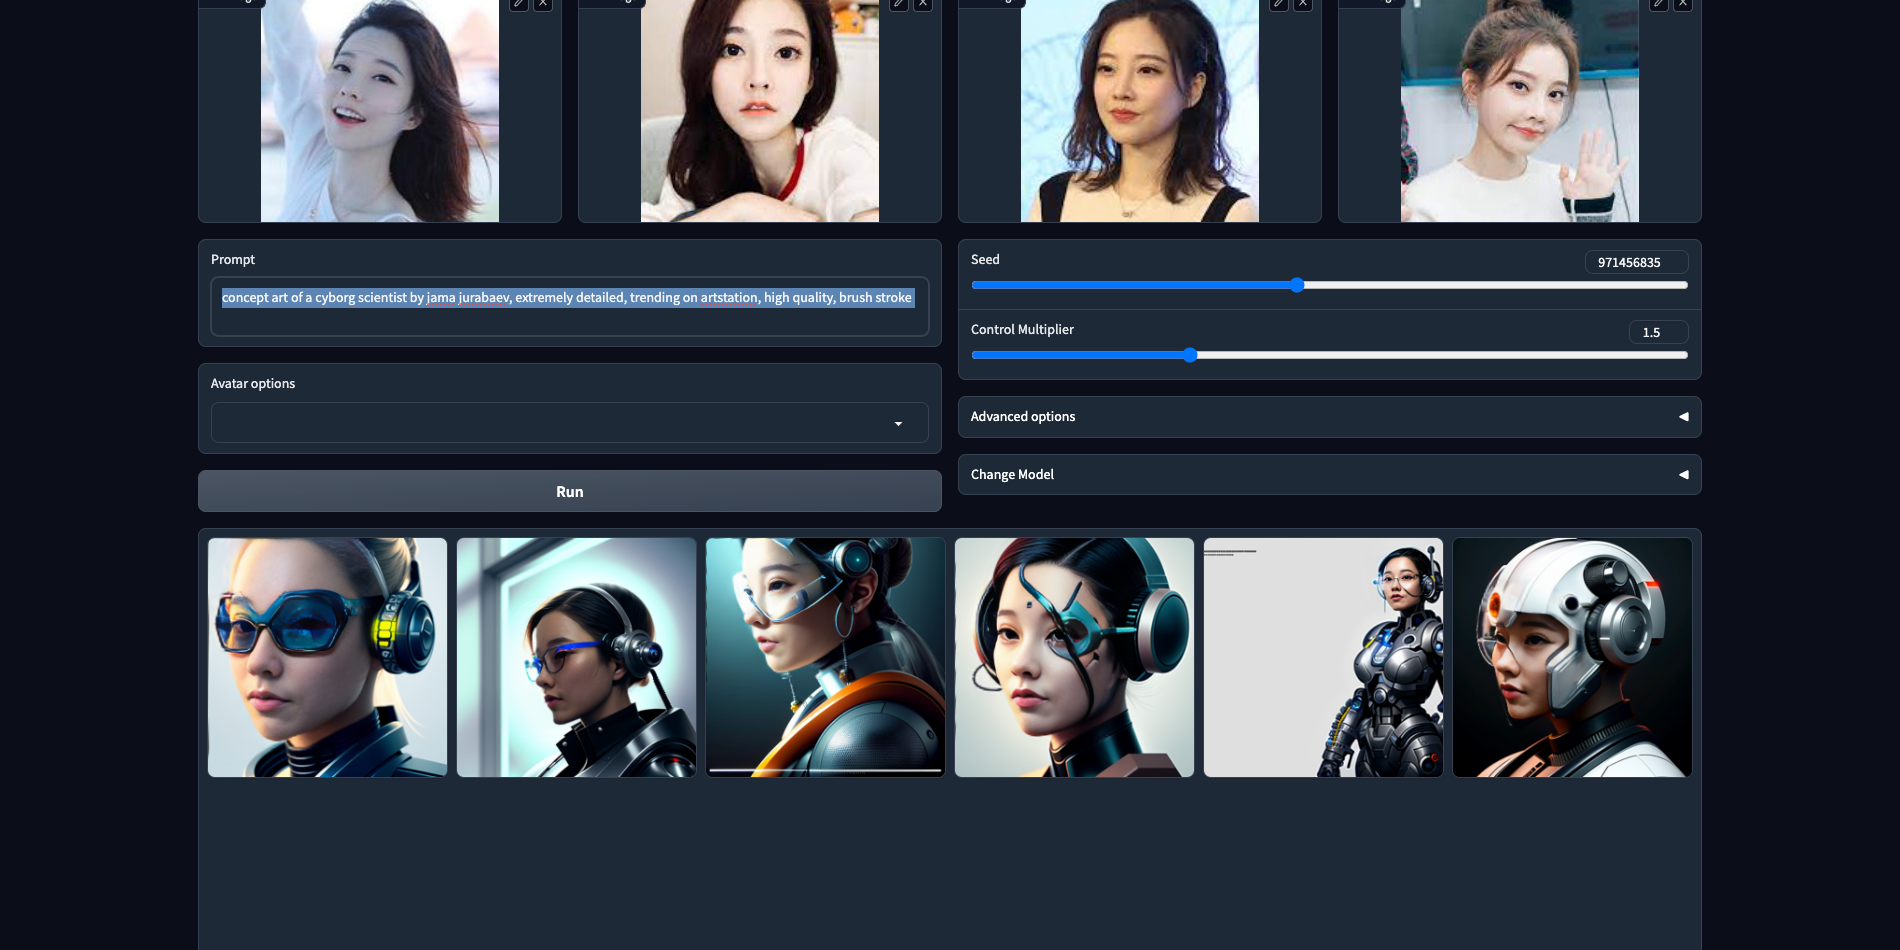 Prompt
concept art of a cyborg scientist by jama jurabaev, extremely detailed, trending on artstation, high quality, brush stroke
Avatar options
Run
Seed
971456835
Control Multiplier
1.5
Advanced options
Change Model